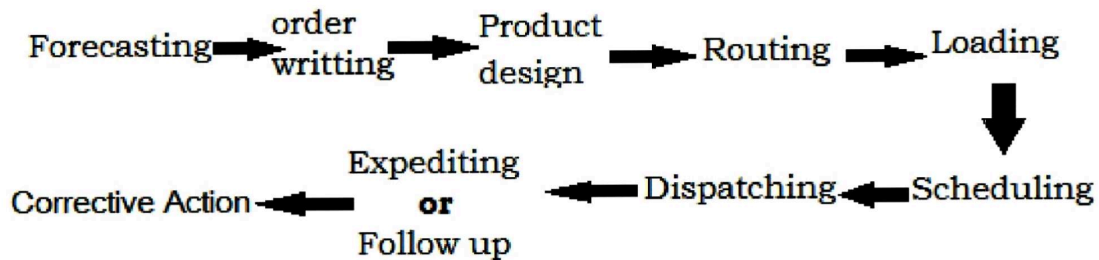 Forecasting
order
writting
Product
design
Routing
Loading
Scheduling
Dispatching
Expediting
or
Follow up
Corrective Action